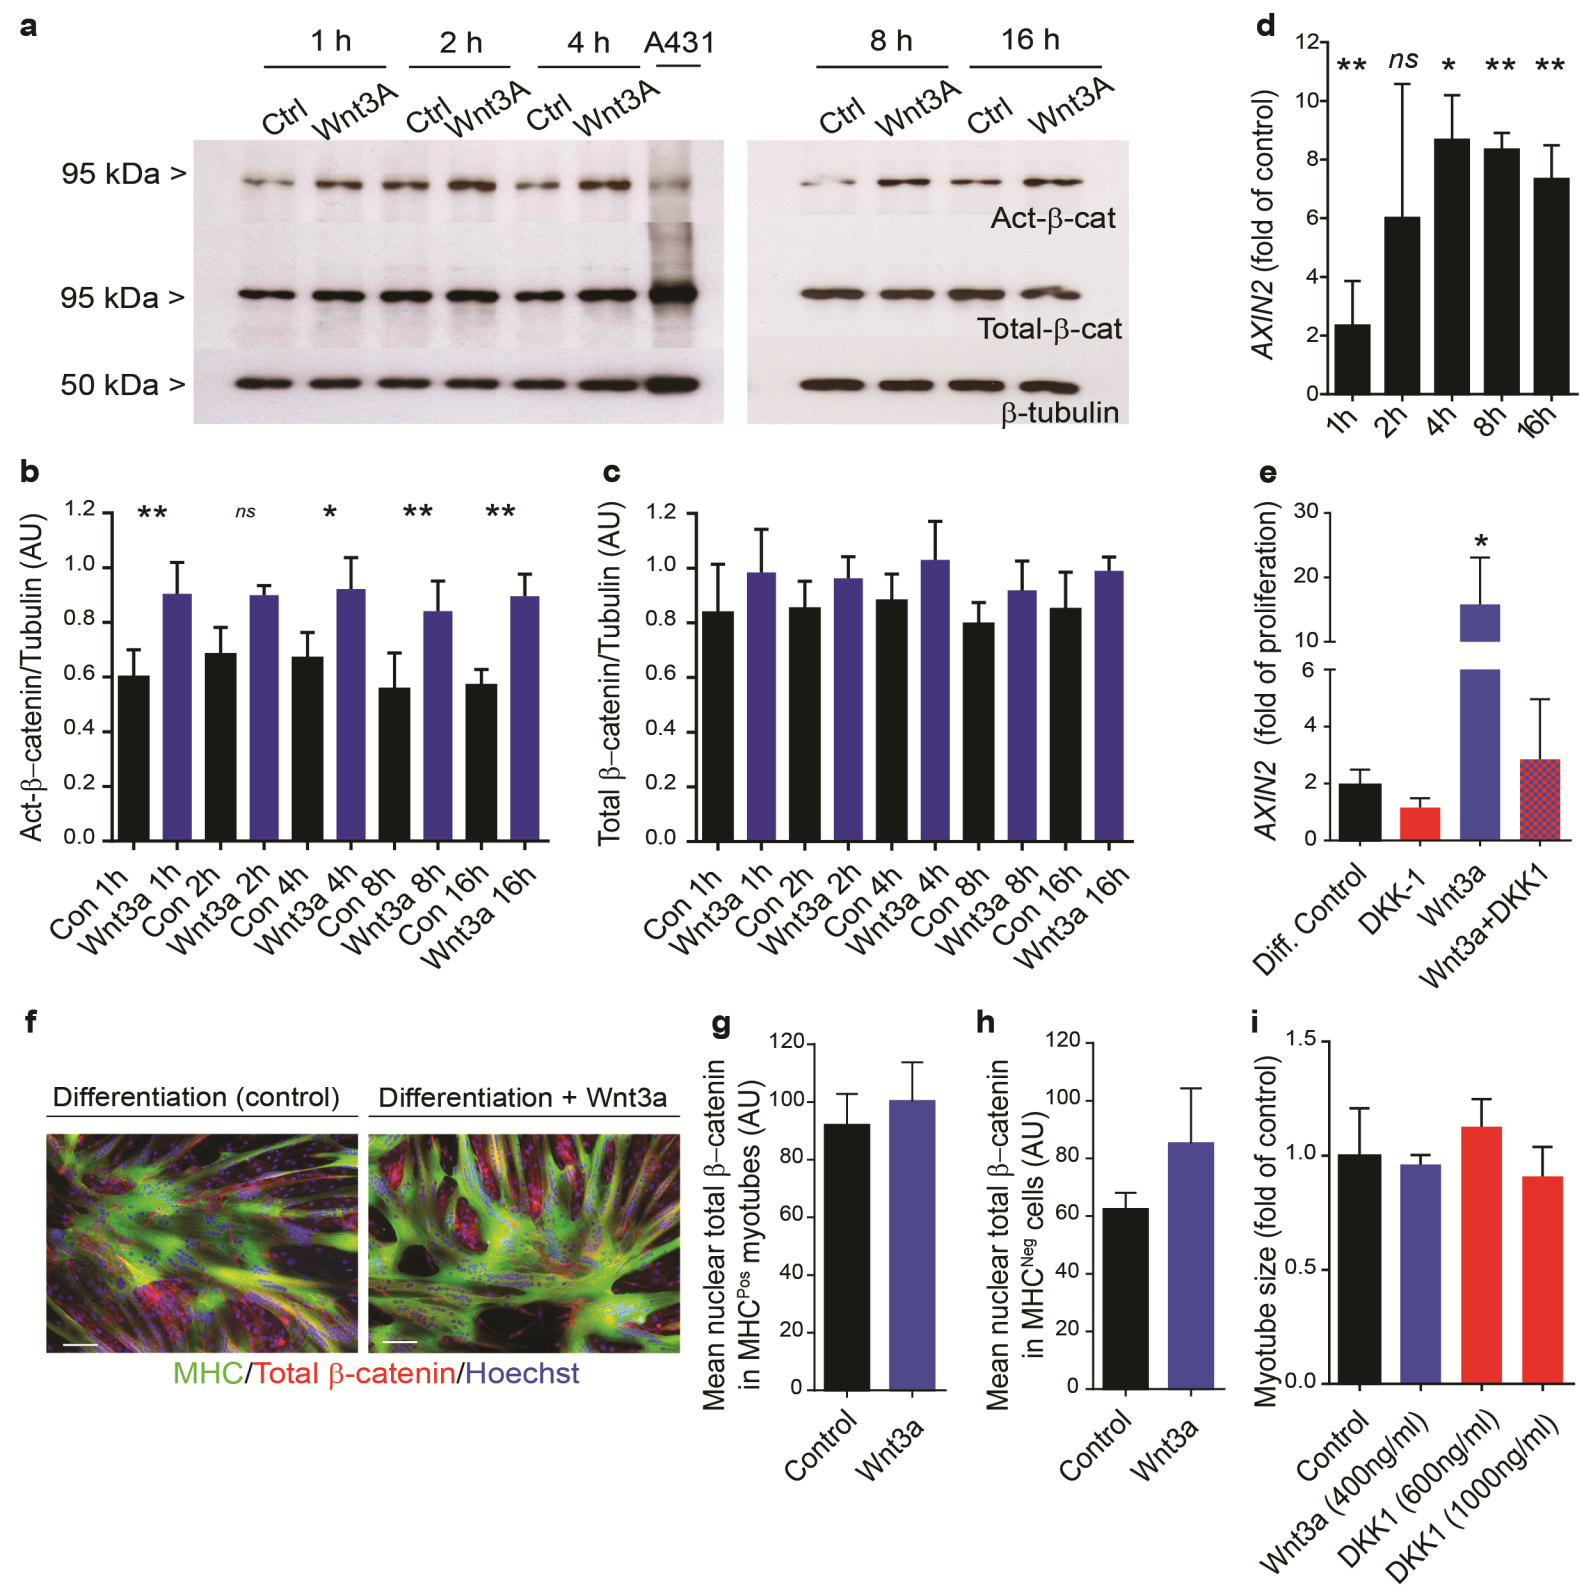 a
1 h 2 h 4 h A431 8 h 16 h
Ctrl Wnt3A Ctrl Wnt3A Ctrl Wnt3A Ctrl Wnt3A Ctrl Wnt3A
95 kDa >
Act-β-cat
95 kDa >
Total-β-cat
50 kDa >
β-tubulin
d
AXIN2 (fold of control)
12
10
8
6
4
2
0
** ns * ** **
1h 2h 4h 8h 16h
b
Act-β–catenin/Tubulin (AU)
1.2
1.0
0.8
0.6
0.4
0.2
0.0
** ns * ** **
Con 1h
Wnt3a 1h
Con 2h
Wnt3a 2h
Con 4h
Wnt3a 4h
Con 8h
Wnt3a 8h
Con 16h
Wnt3a 16h
c
Total β–catenin/Tubulin (AU)
1.2
1.0
0.8
0.6
0.4
0.2
0.0
Con 1h
Wnt3a 1h
Con 2h
Wnt3a 2h
Con 4h
Wnt3a 4h
Con 8h
Wnt3a 8h
Con 16h
Wnt3a 16h
e
AXIN2 (fold of proliferation)
30
20
10
6
4
2
0
*
Diff. Control
DKK-1
Wnt3a
Wnt3a+DKK1
f
Differentiation (control)
Differentiation + Wnt3a
MHC/Total β-catenin/Hoechst
g
Mean nuclear total β–catenin
in MHCPos myotubes (AU)
120
100
80
60
40
20
0
Control
Wnt3a
h
Mean nuclear total β–catenin
in MHCNeg cells (AU)
120
100
80
60
40
20
0
Control
Wnt3a
i
Myotube size (fold of control)
1.5
1.0
0.5
0.0
Control
Wnt3a (400ng/ml)
DKK1 (600ng/ml)
DKK1 (1000ng/ml)